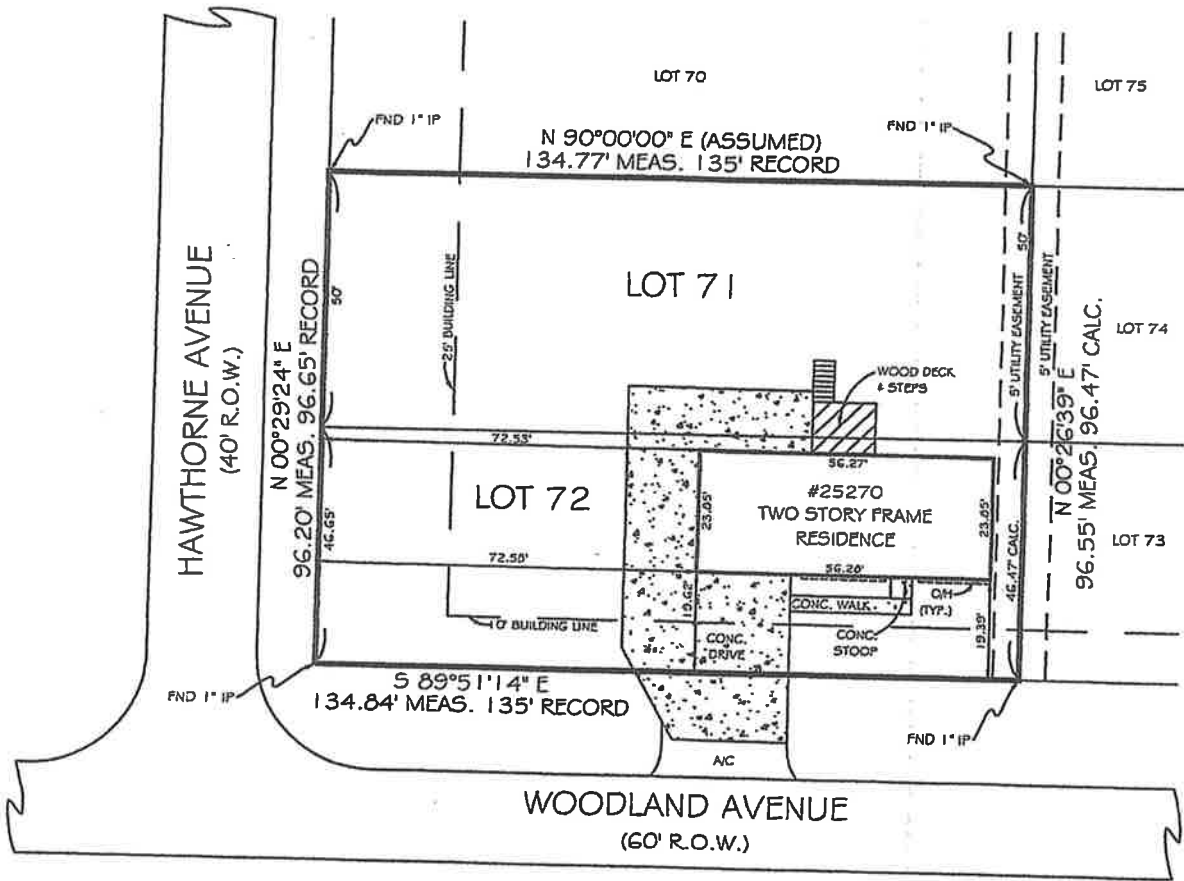 LOT 70
LOT 75
FND 1" IP
FND 1" IP
N 90°00'00" E (ASSUMED)
134.77' MEAS. 135' RECORD
HAWTHORNE AVENUE
(40' R.O.W.)
N 00°29'24" E
96.20' MEAS. 96.65' RECORD
50'
25' BUILDING LINE
LOT 71
50'
5' UTILITY EASEMENT
5' UTILITY EASEMENT
N 00°26'39" E
96.55' MEAS. 96.47' CALC.
LOT 74
WOOD DECK
& STEPS
72.53'
56.27'
LOT 72
46.65'
23.85'
#25270
TWO STORY FRAME
RESIDENCE
23.85'
46.47' CALC.
LOT 73
72.58'
56.28'
19.62'
CONC. WALK
O/H
(TYP.)
10' BUILDING LINE
CONC.
DRIVE
CONC.
STOOP
19.39'
FND 1" IP
S 89°51'14" E
134.84' MEAS. 135' RECORD
FND 1" IP
A/C
WOODLAND AVENUE
(60' R.O.W.)